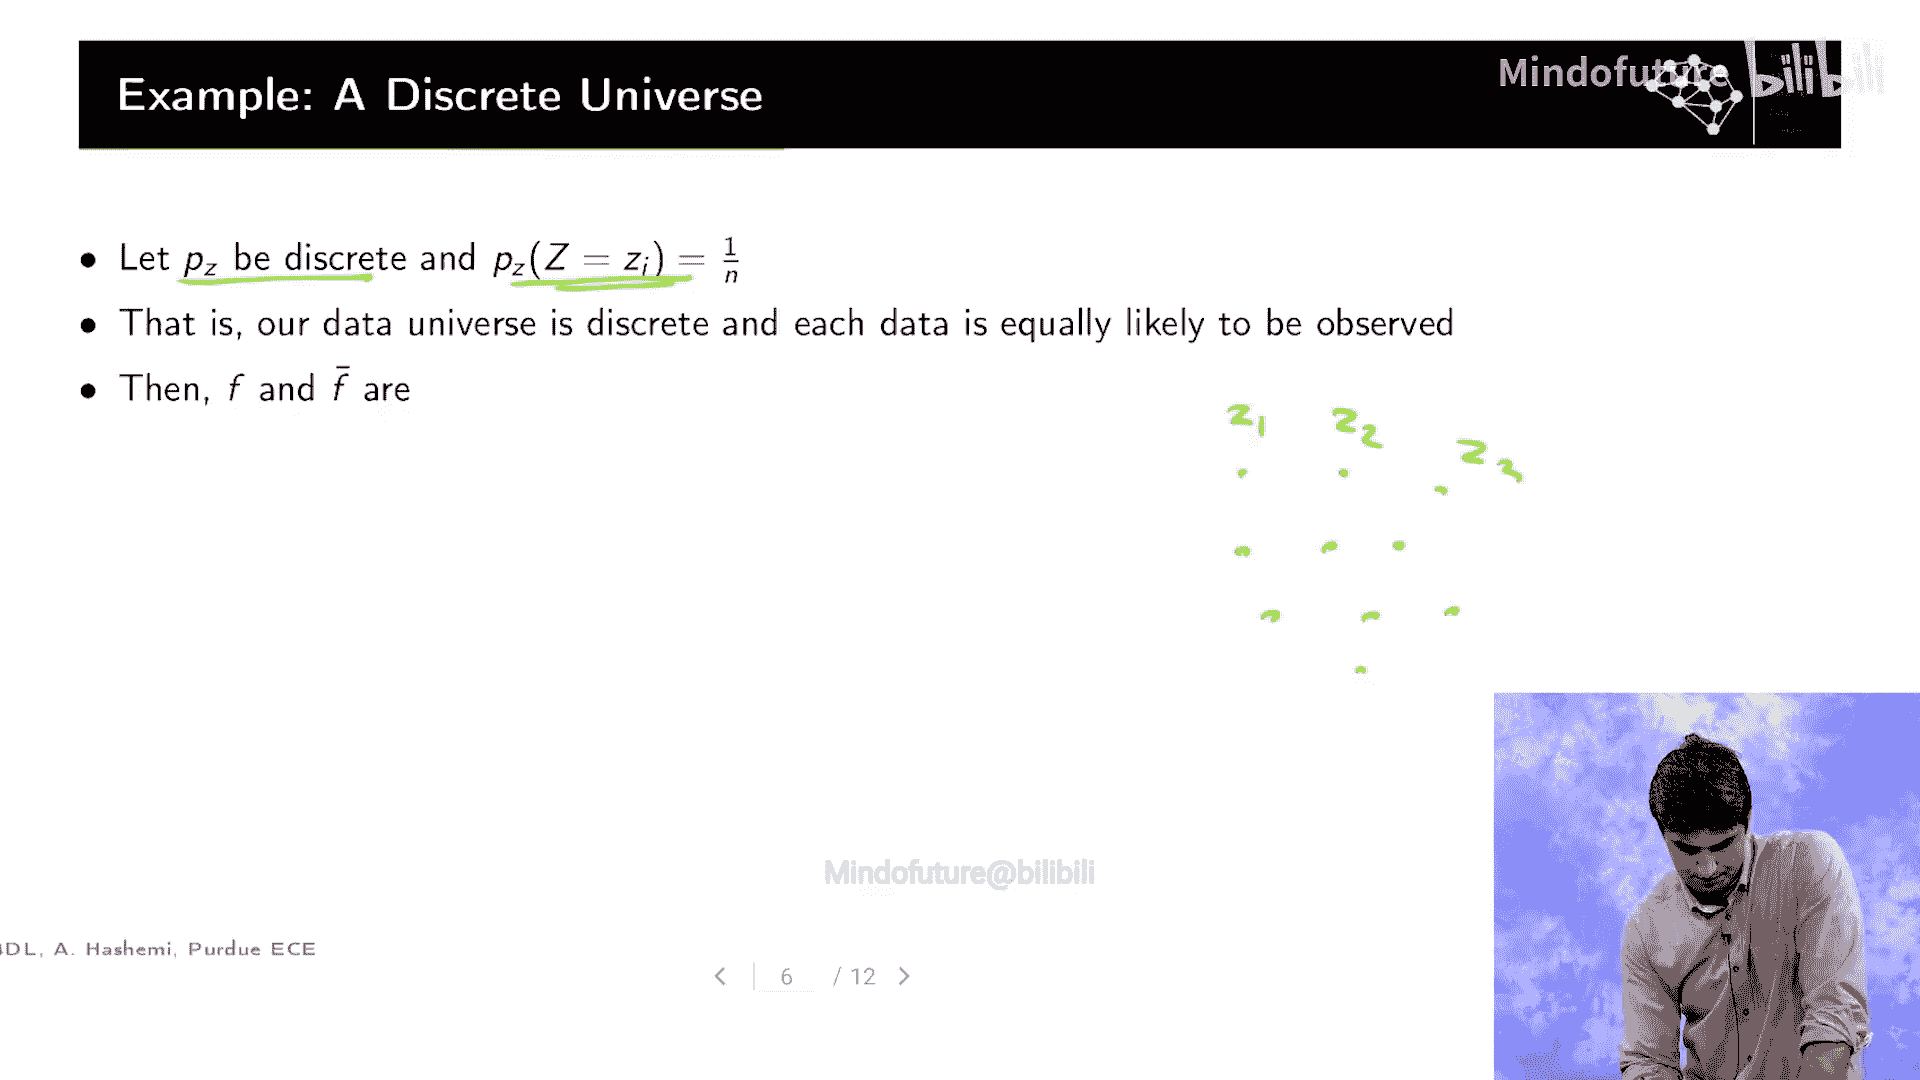 Example: A Discrete Universe
Mindofuture
bilibili
• Let p_z be discrete and p_z(Z = z_i) = 1/n
• That is, our data universe is discrete and each data is equally likely to be observed
• Then, f and f̄ are
z1 z2 z3
Mindofuture@bilibili
DL, A. Hashemi, Purdue ECE
6 / 12